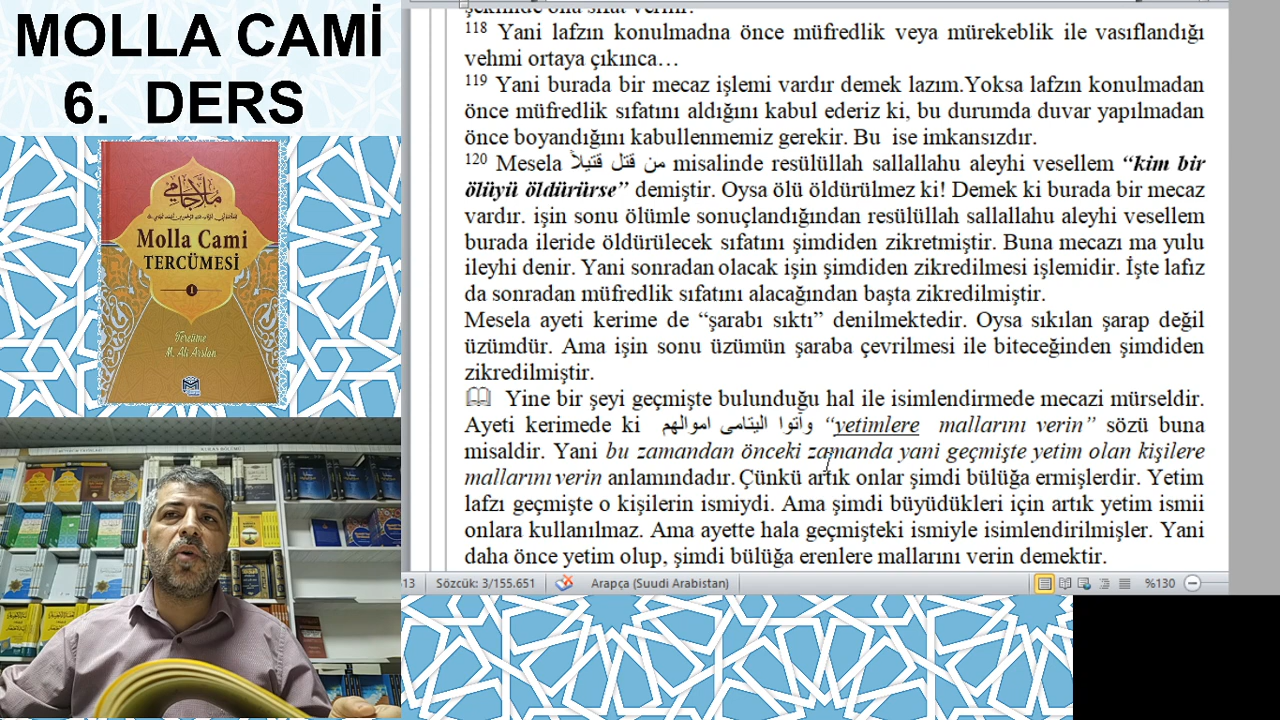 MOLLA CAMİ
6. DERS
Molla Cami
TERCÜMESİ
1
Tercüme
M. Ali Arslan
118 Yani lafzın konulmadna önce müfredlik veya mürekeblik ile vasıflandığı
vehmi ortaya çıkınca…
119 Yani burada bir mecaz işlemi vardır demek lazım.Yoksa lafzın konulmadan
önce müfredlik sıfatını aldığını kabul ederiz ki, bu durumda duvar yapılmadan
önce boyandığını kabullenmemiz gerekir. Bu ise imkansızdır.
120 Mesela من قتل قتيلاً misalinde resülüllah sallallahu aleyhi vesellem “kim bir
ölüyü öldürürse” demiştir. Oysa ölü öldürülmez ki! Demek ki burada bir mecaz
vardır. işin sonu ölümle sonuçlandığından resülüllah sallallahu aleyhi vesellem
burada ileride öldürülecek sıfatını şimdiden zikretmiştir. Buna mecazı ma yulu
ileyhi denir. Yani sonradan olacak işin şimdiden zikredilmesi işlemidir. İşte lafız
da sonradan müfredlik sıfatını alacağından başta zikredilmiştir.
Mesela ayeti kerime de “şarabı sıktı” denilmektedir. Oysa sıkılan şarap değil
üzümdür. Ama işin sonu üzümün şaraba çevrilmesi ile biteceğinden şimdiden
zikredilmiştir.
Yine bir şeyi geçmişte bulunduğu hal ile isimlendirmede mecazi mürseldir.
Ayeti kerimede ki وآتوا اليتامى اموالهم “yetimlere mallarını verin” sözü buna
misaldir. Yani bu zamandan önceki zamanda yani geçmişte yetim olan kişilere
mallarını verin anlamındadır. Çünkü artık onlar şimdi bülüğa ermişlerdir. Yetim
lafzı geçmişte o kişilerin ismiydi. Ama şimdi büyüdükleri için artık yetim ismii
onlara kullanılmaz. Ama ayette hala geçmişteki ismiyle isimlendirilmişler. Yani
daha önce yetim olup, şimdi bülüğa erenlere mallarını verin demektir.
13 Sözcük: 3/155.651 Arapça (Suudi Arabistan) %130